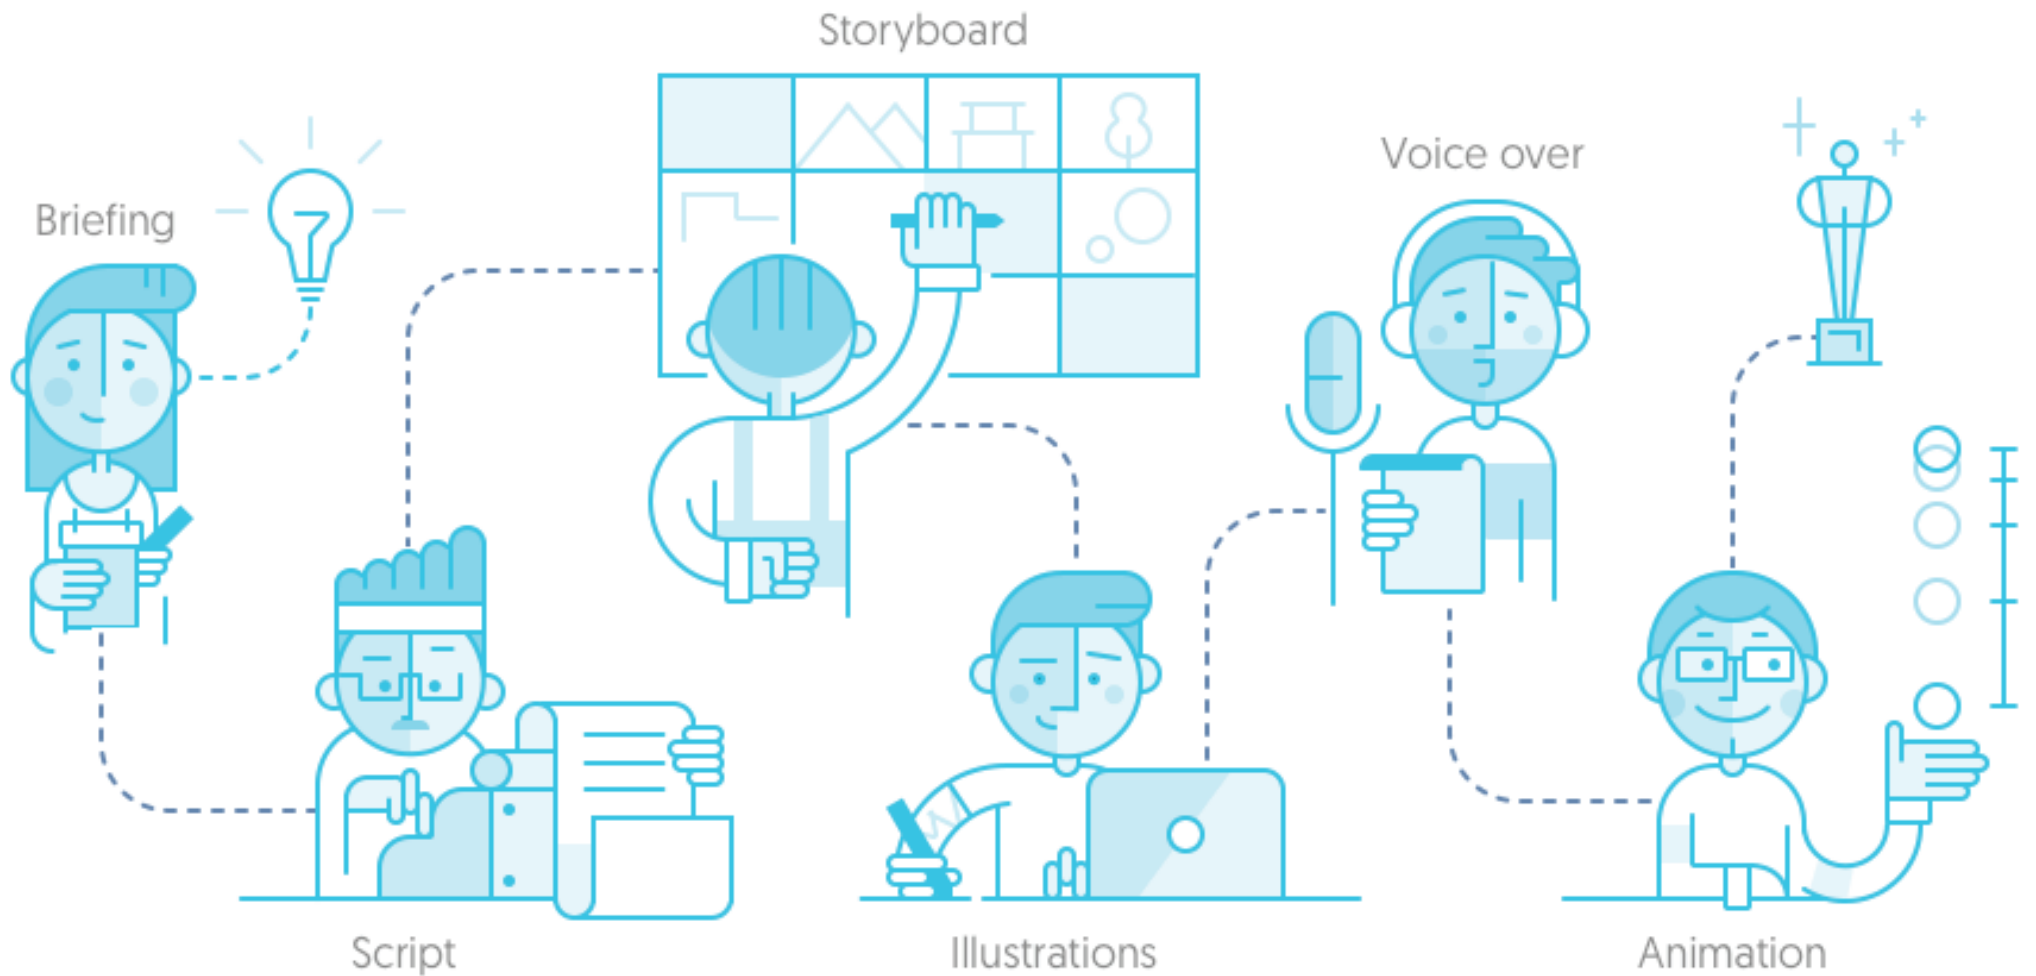 Storyboard
Voice over
Briefing
Script
Illustrations
Animation